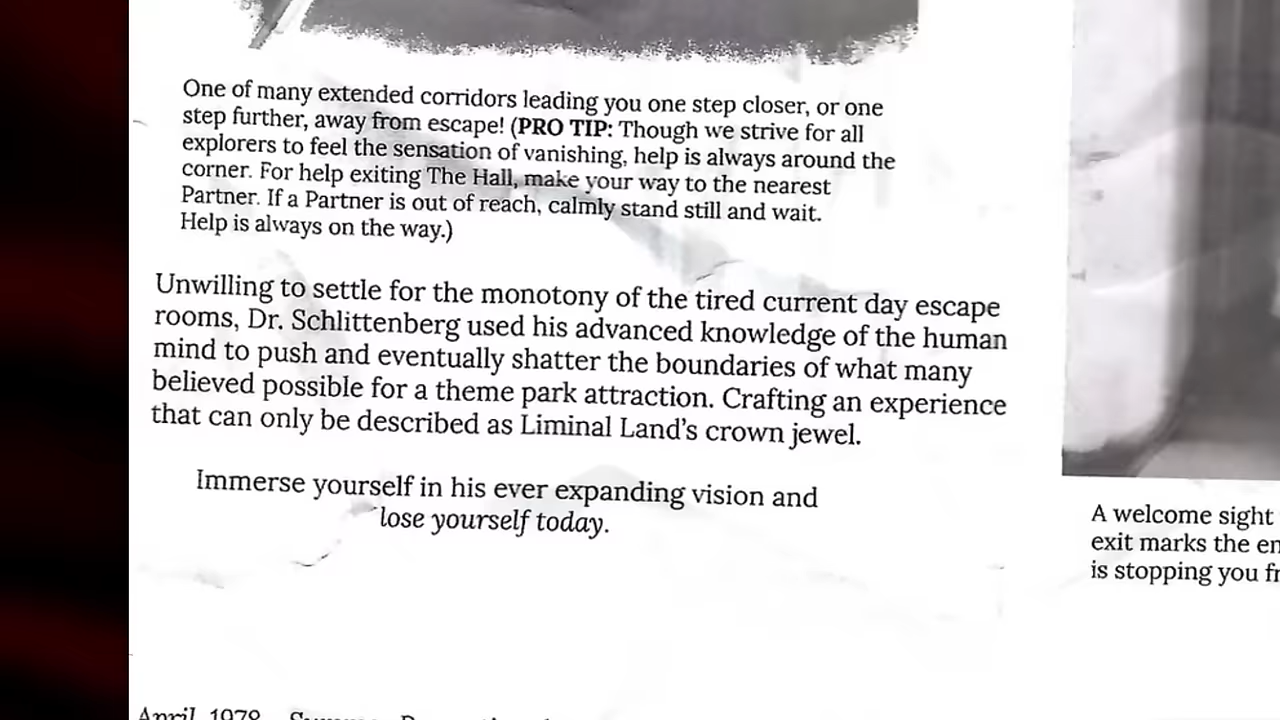 One of many extended corridors leading you one step closer, or one
step further, away from escape! (PRO TIP: Though we strive for all
explorers to feel the sensation of vanishing, help is always around the
corner. For help exiting The Hall, make your way to the nearest
Partner. If a Partner is out of reach, calmly stand still and wait.
Help is always on the way.)
Unwilling to settle for the monotony of the tired current day escape
rooms, Dr. Schlittenberg used his advanced knowledge of the human
mind to push and eventually shatter the boundaries of what many
believed possible for a theme park attraction. Crafting an experience
that can only be described as Liminal Land's crown jewel.
Immerse yourself in his ever expanding vision and
lose yourself today.
A welcome sight
exit marks the
is stopping you
April